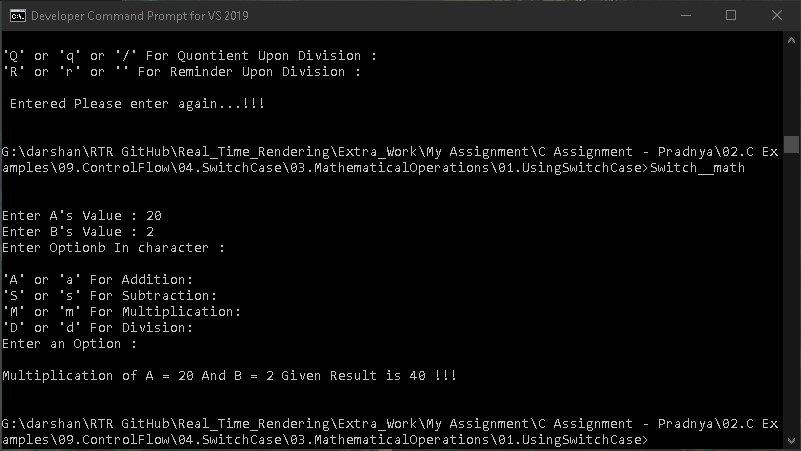 Developer Command Prompt for VS 2019
'Q' or 'q' or '/' For Quontient Upon Division :
'R' or 'r' or '' For Reminder Upon Division :
Entered Please enter again...!!!
G:\darshan\RTR GitHub\Real_Time_Rendering\Extra_Work\My Assignment\C Assignment - Pradnya\02.C Ex
amples\09.ControlFlow\04.SwitchCase\03.MathematicalOperations\01.UsingSwitchCase>Switch__math
Enter A's Value : 20
Enter B's Value : 2
Enter Optionb In character :
'A' or 'a' For Addition:
'S' or 's' For Subtraction:
'M' or 'm' For Multiplication:
'D' or 'd' For Division:
Enter an Option :
Multiplication of A = 20 And B = 2 Given Result is 40 !!!
G:\darshan\RTR GitHub\Real_Time_Rendering\Extra_Work\My Assignment\C Assignment - Pradnya\02.C Ex
amples\09.ControlFlow\04.SwitchCase\03.MathematicalOperations\01.UsingSwitchCase>